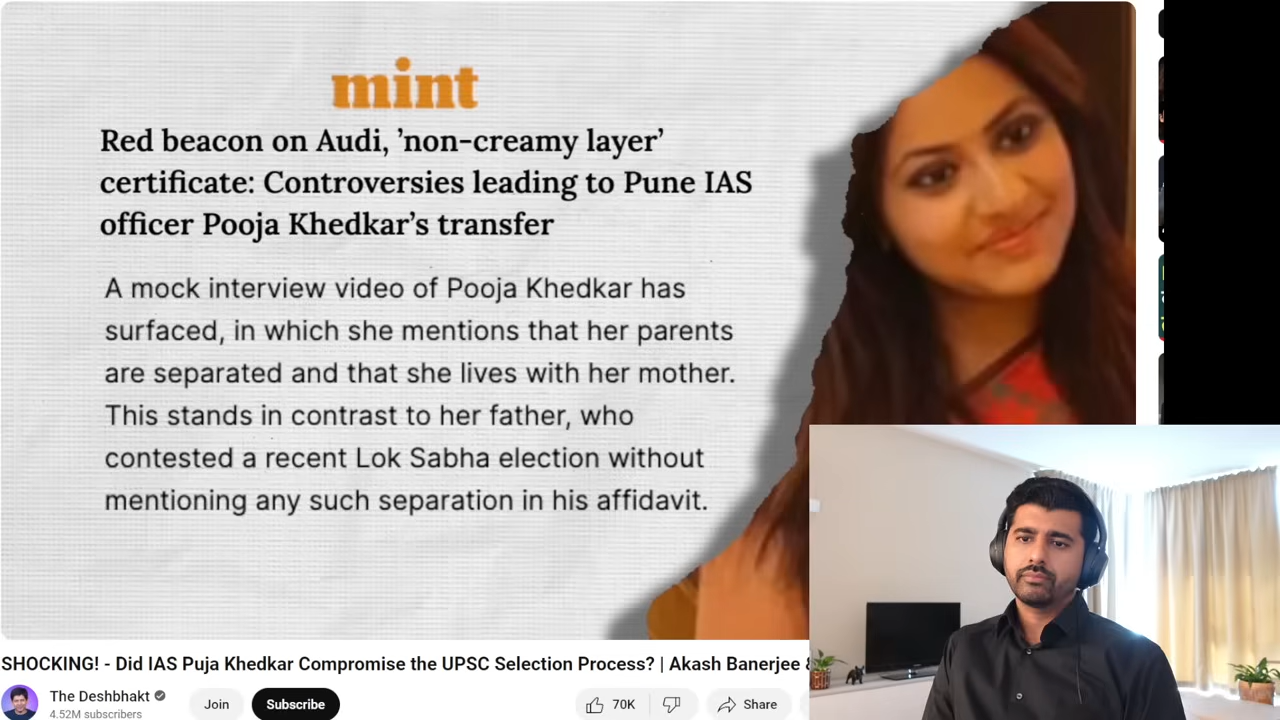 mint
Red beacon on Audi, ’non-creamy layer’
certificate: Controversies leading to Pune IAS
officer Pooja Khedkar’s transfer
A mock interview video of Pooja Khedkar has
surfaced, in which she mentions that her parents
are separated and that she lives with her mother.
This stands in contrast to her father, who
contested a recent Lok Sabha election without
mentioning any such separation in his affidavit.
SHOCKING! - Did IAS Puja Khedkar Compromise the UPSC Selection Process? | Akash Banerjee
The Deshbhakt
4.52M subscribers
Join
Subscribe
70K
Share